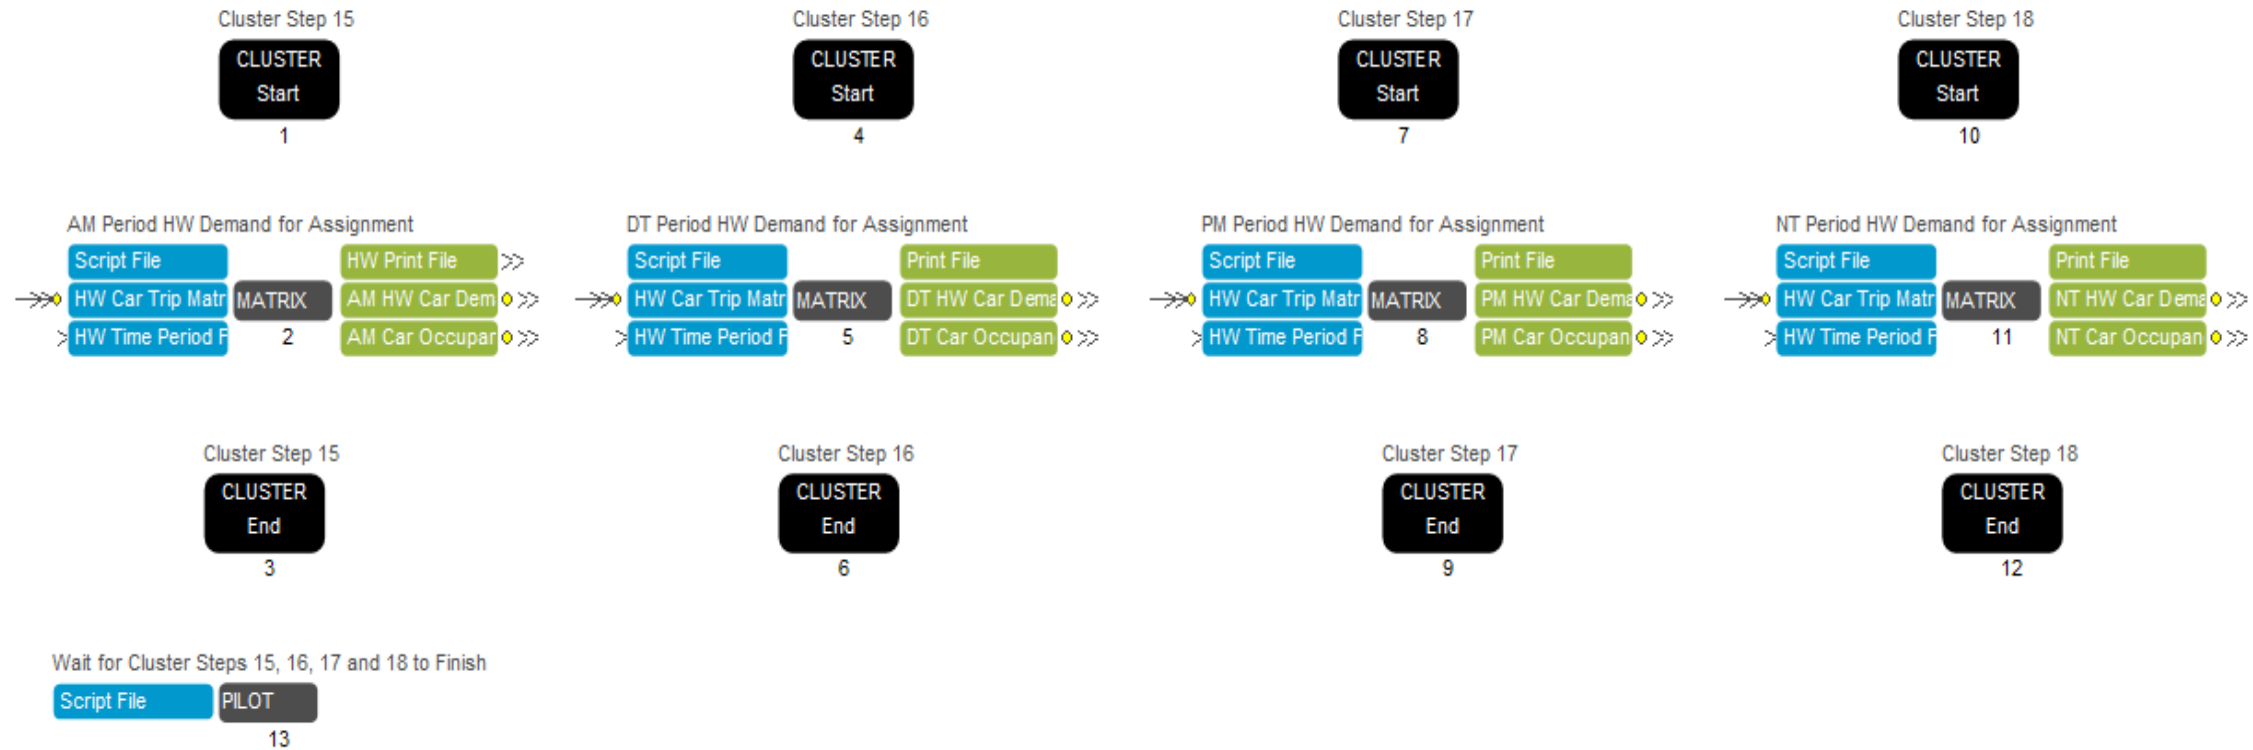 Cluster Step 15
CLUSTER
Start
1
Cluster Step 16
CLUSTER
Start
4
Cluster Step 17
CLUSTER
Start
7
Cluster Step 18
CLUSTER
Start
10
AM Period HW Demand for Assignment
Script File
HW Print File
HW Car Trip Matr
MATRIX
AM HW Car Dem
HW Time Period F
2
AM Car Occupar
DT Period HW Demand for Assignment
Script File
Print File
HW Car Trip Matr
MATRIX
DT HW Car Dema
HW Time Period F
5
DT Car Occupan
PM Period HW Demand for Assignment
Script File
Print File
HW Car Trip Matr
MATRIX
PM HW Car Dema
HW Time Period F
8
PM Car Occupan
NT Period HW Demand for Assignment
Script File
Print File
HW Car Trip Matr
MATRIX
NT HW Car Dema
HW Time Period F
11
NT Car Occupan
Cluster Step 15
CLUSTER
End
3
Cluster Step 16
CLUSTER
End
6
Cluster Step 17
CLUSTER
End
9
Cluster Step 18
CLUSTER
End
12
Wait for Cluster Steps 15, 16, 17 and 18 to Finish
Script File
PILOT
13